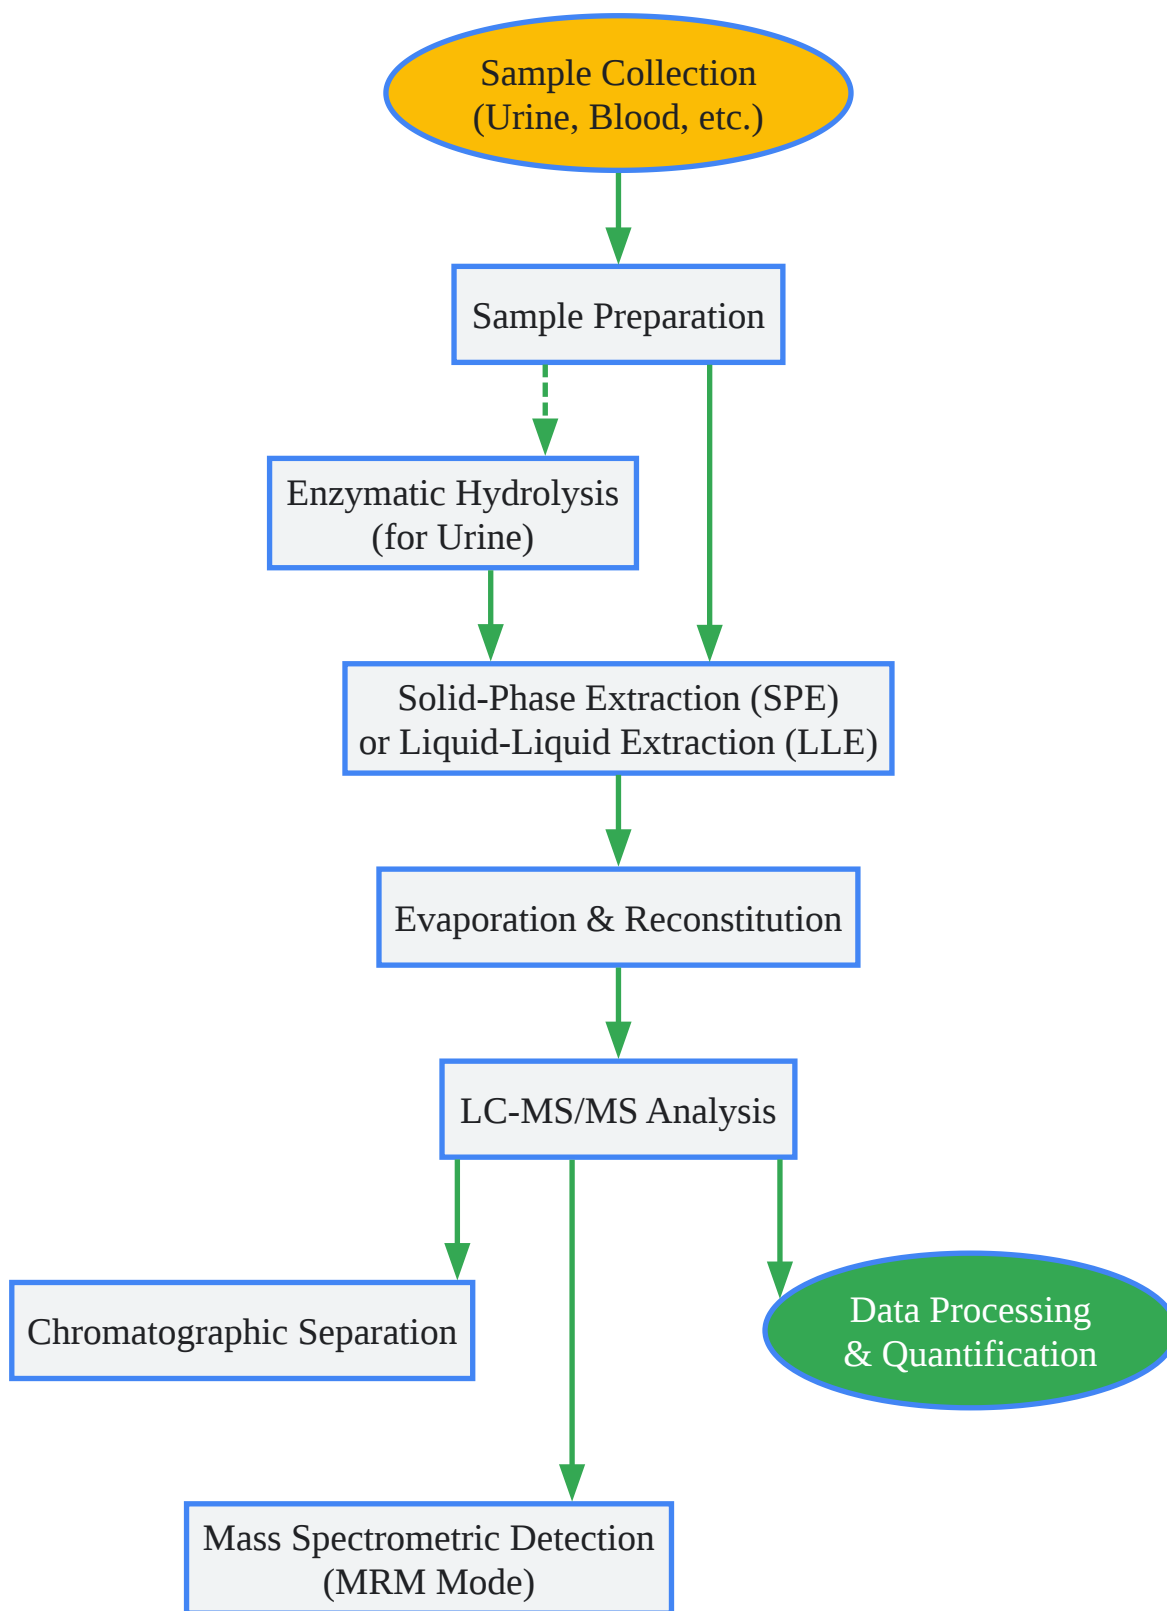 Sample Collection
(Urine, Blood, etc.)
Sample Preparation
Enzymatic Hydrolysis
(for Urine)
Solid-Phase Extraction (SPE)
or Liquid-Liquid Extraction (LLE)
Evaporation & Reconstitution
LC-MS/MS Analysis
Chromatographic Separation
Data Processing
& Quantification
Mass Spectrometric Detection
(MRM Mode)